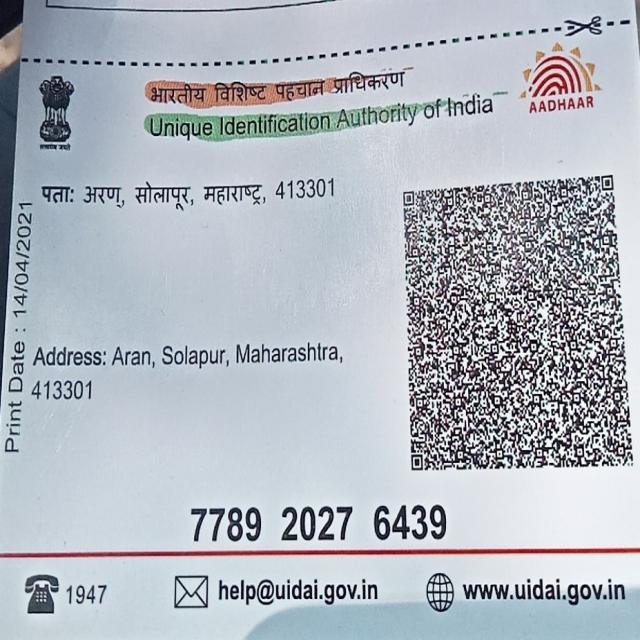 भारतीय विशिष्ट पहचान प्राधिकरण
Unique Identification Authority of India
AADHAAR
सत्यमेव जयते
पता: अरण, सोलापूर, महाराष्ट्र, 413301
Print Date : 14/04/2021
Address: Aran, Solapur, Maharashtra,
413301
7789 2027 6439
1947
help@uidai.gov.in
www.uidai.gov.in